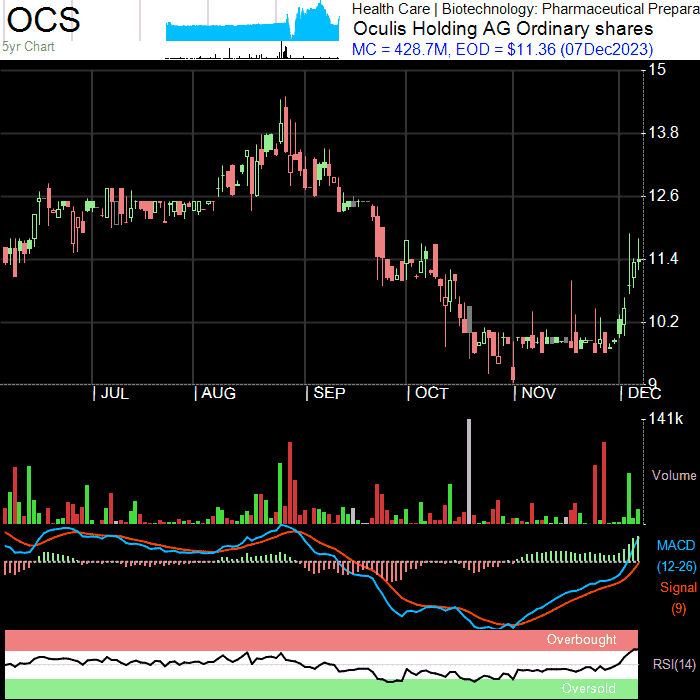 OCS
5yr Chart
Health Care | Biotechnology: Pharmaceutical Prepara
Oculis Holding AG Ordinary shares
MC = 428.7M, EOD = $11.36 (07Dec2023)
15
13.8
12.6
11.4
10.2
9
| JUL | AUG | SEP | OCT | NOV | DEC
141k
Volume
MACD
(12-26)
Signal
(9)
Overbought
RSI(14)
Oversold